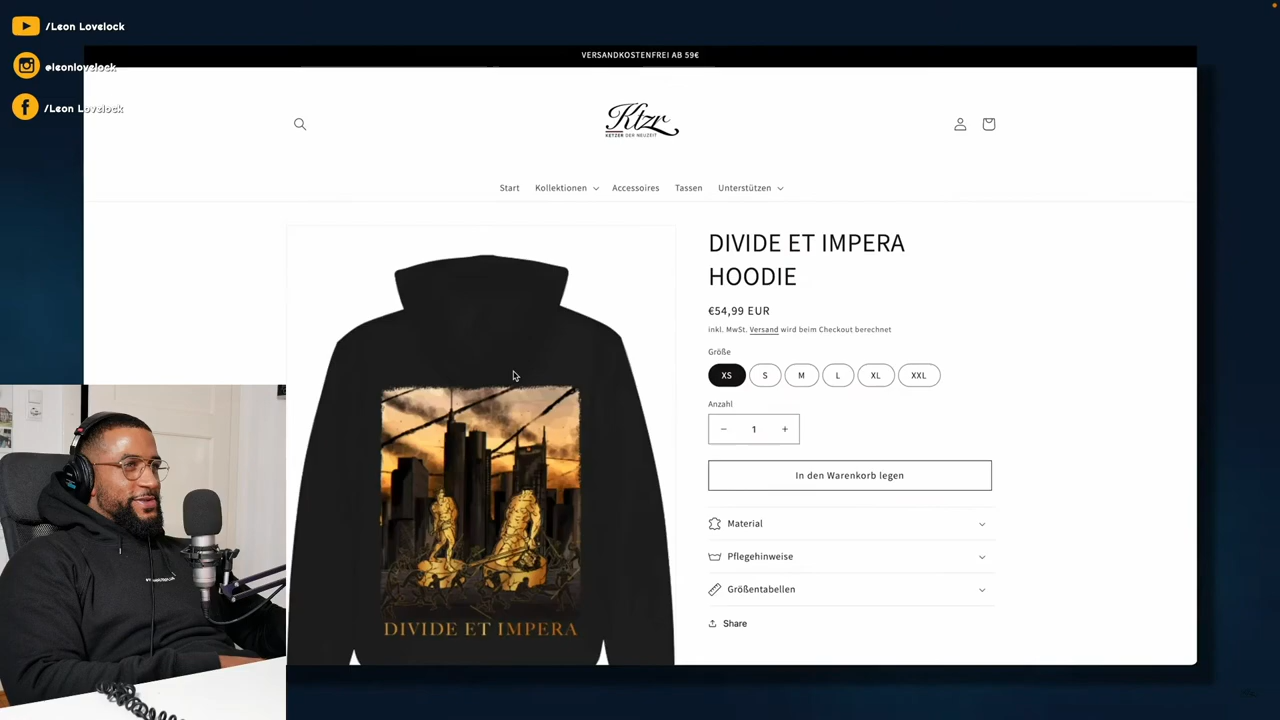 /Leon Lovelock
@leonlovelock
/Leon Lovelock
VERSANDKOSTENFREI AB 59€
Ktzr
KETZER DER NEUZEIT
Start Kollektionen Accessoires Tassen Unterstützen
DIVIDE ET IMPERA
HOODIE
€54,99 EUR
inkl. MwSt. Versand wird beim Checkout berechnet
Größe
XS S M L XL XXL
Anzahl
− 1 +
In den Warenkorb legen
Material
Pflegehinweise
Größentabellen
Share
DIVIDE ET IMPERA